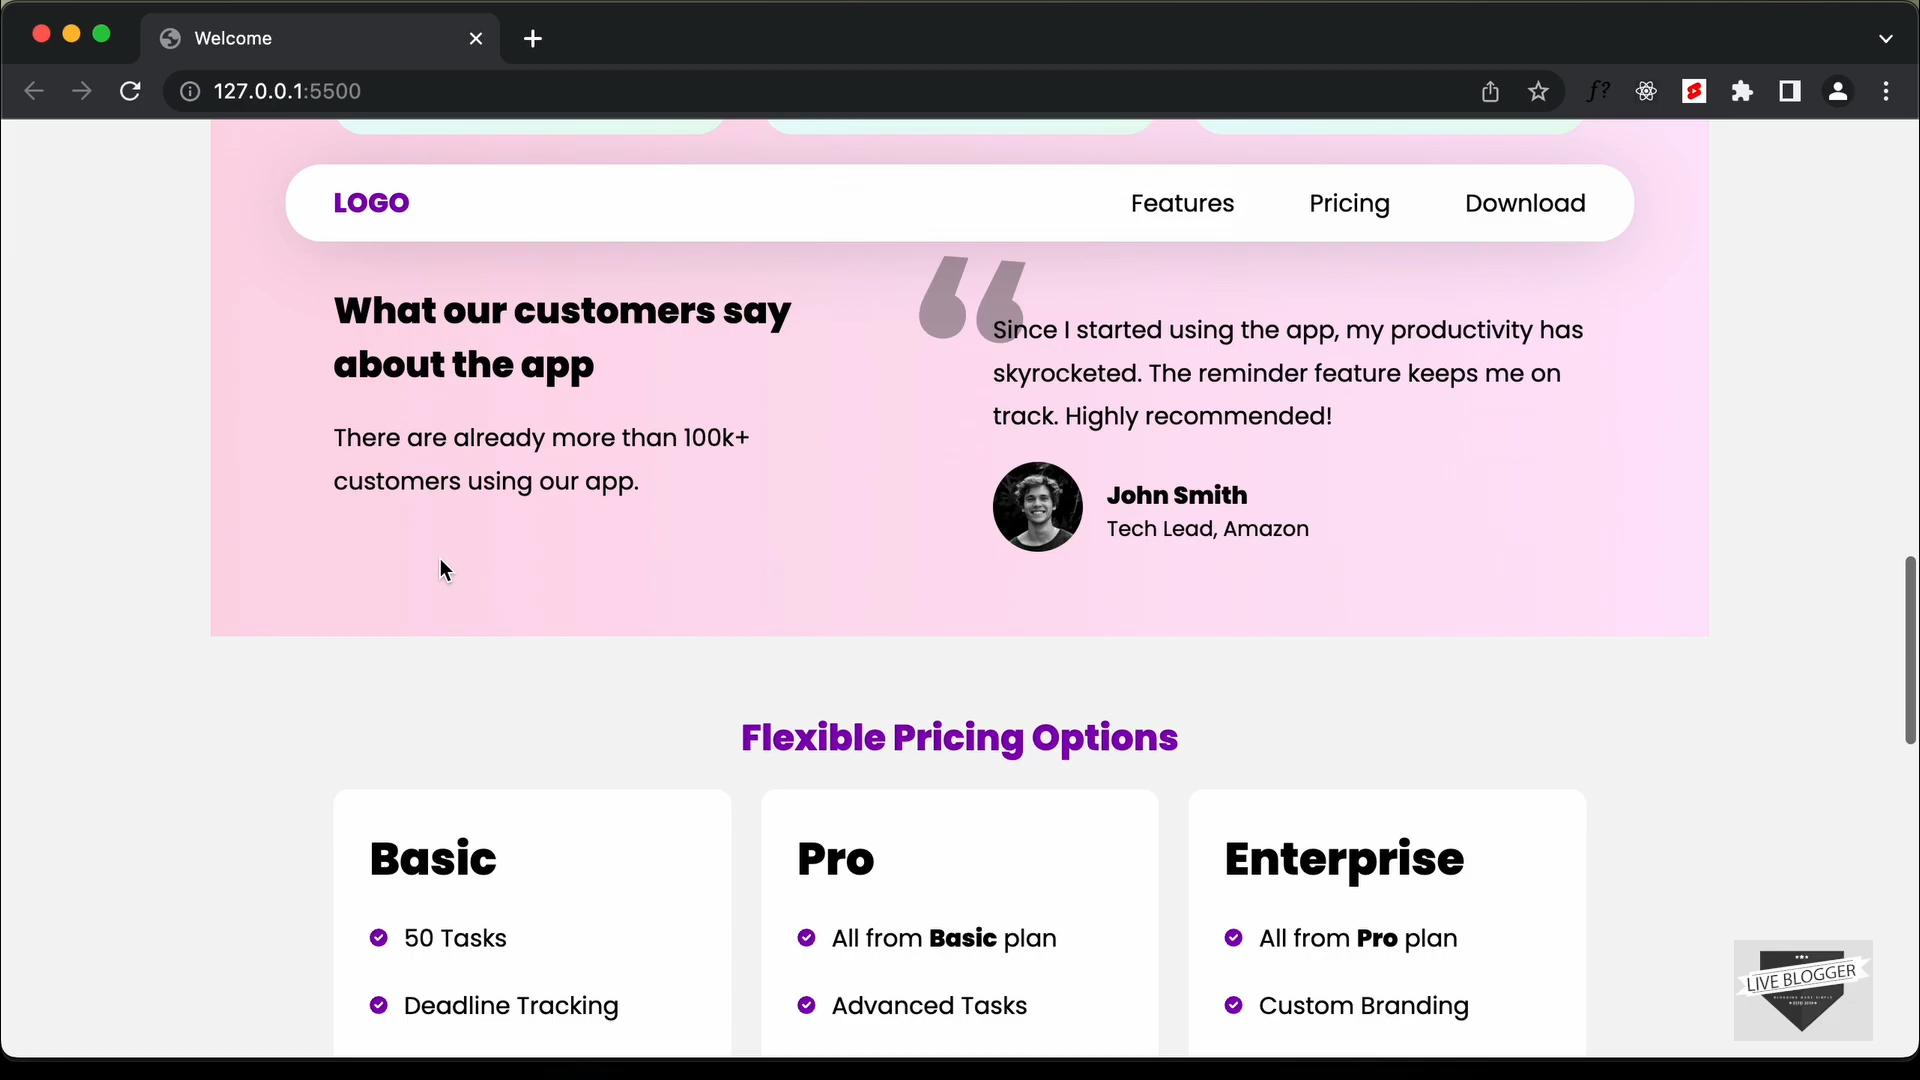 Welcome
127.0.0.1:5500
f?
LOGO
Features
Pricing
Download
“
What our customers say
about the app
There are already more than 100k+
customers using our app.
Since I started using the app, my productivity has
skyrocketed. The reminder feature keeps me on
track. Highly recommended!
John Smith
Tech Lead, Amazon
Flexible Pricing Options
Basic
50 Tasks
Deadline Tracking
Pro
All from Basic plan
Advanced Tasks
Enterprise
All from Pro plan
Custom Branding
LIVE BLOGGER